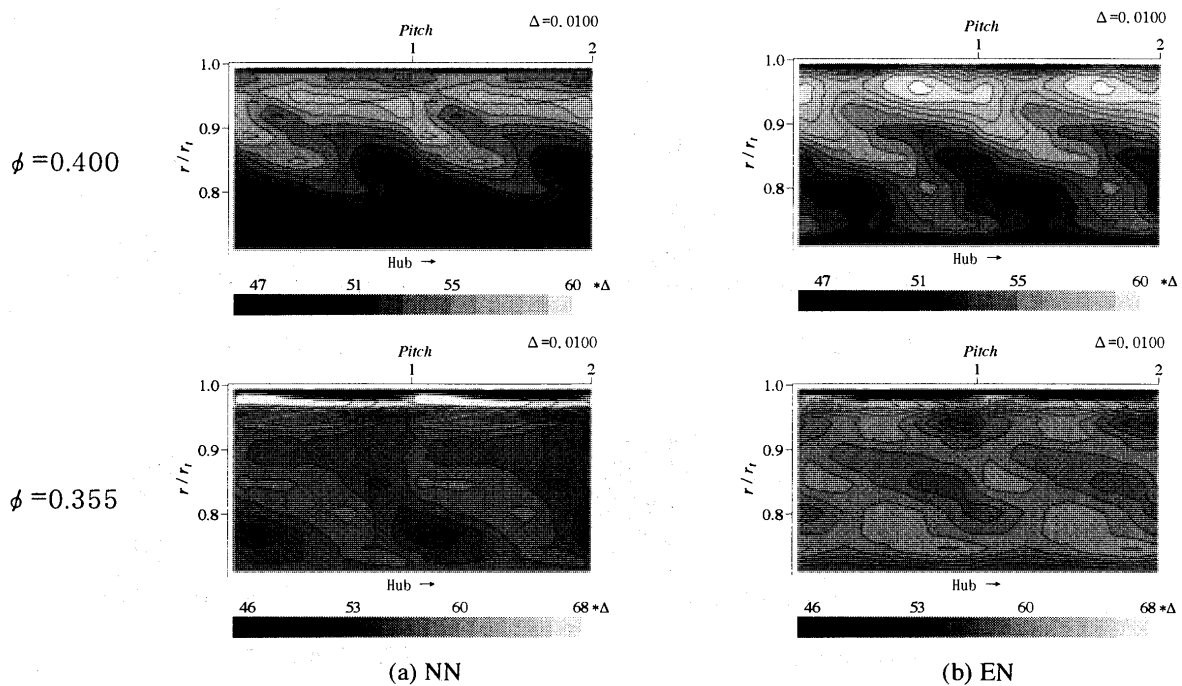 Δ=0.0100
Pitch
1
2
1.0
0.9
0.8
r/rt
ϕ=0.400
Hub →
47 51 55 60 *Δ
Δ=0.0100
Pitch
1
2
1.0
0.9
0.8
r/rt
Hub →
47 51 55 60 *Δ
Δ=0.0100
Pitch
1
2
1.0
0.9
0.8
r/rt
ϕ=0.355
Hub →
46 53 60 68 *Δ
(a) NN
Δ=0.0100
Pitch
1
2
1.0
0.9
0.8
r/rt
Hub →
46 53 60 68*Δ
(b) EN